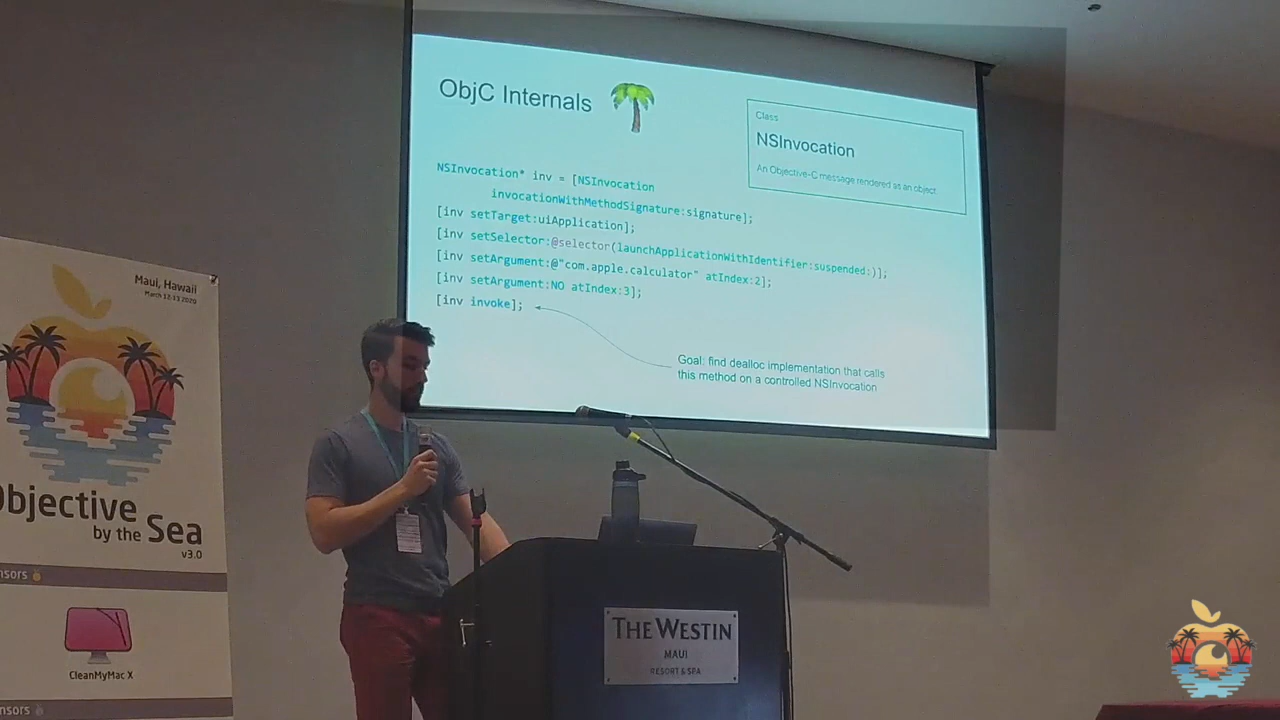 ObjC Internals
Class
NSInvocation
An Objective-C message rendered as an object.
NSInvocation* inv = [NSInvocation
invocationWithMethodSignature:signature];
[inv setTarget:uiApplication];
[inv setSelector:@selector(launchApplicationWithIdentifier:suspended:)];
[inv setArgument:@"com.apple.calculator" atIndex:2];
[inv setArgument:NO atIndex:3];
[inv invoke];
Goal: find dealloc implementation that calls
this method on a controlled NSInvocation
Maui, Hawaii
March 12-13 2020
Objective
by the Sea
v3.0
nsors
CleanMyMac X
nsors
THE WESTIN
MAUI
RESORT & SPA